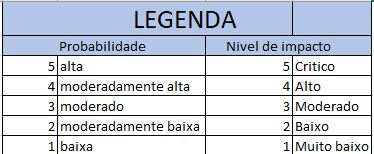 LEGENDA
Probabilidade Nivel de impacto
5 alta 5 Critico
4 moderadamente alta 4 Alto
3 moderado 3 Moderado
2 moderadamente baixa 2 Baixo
1 baixa 1 Muito baixo